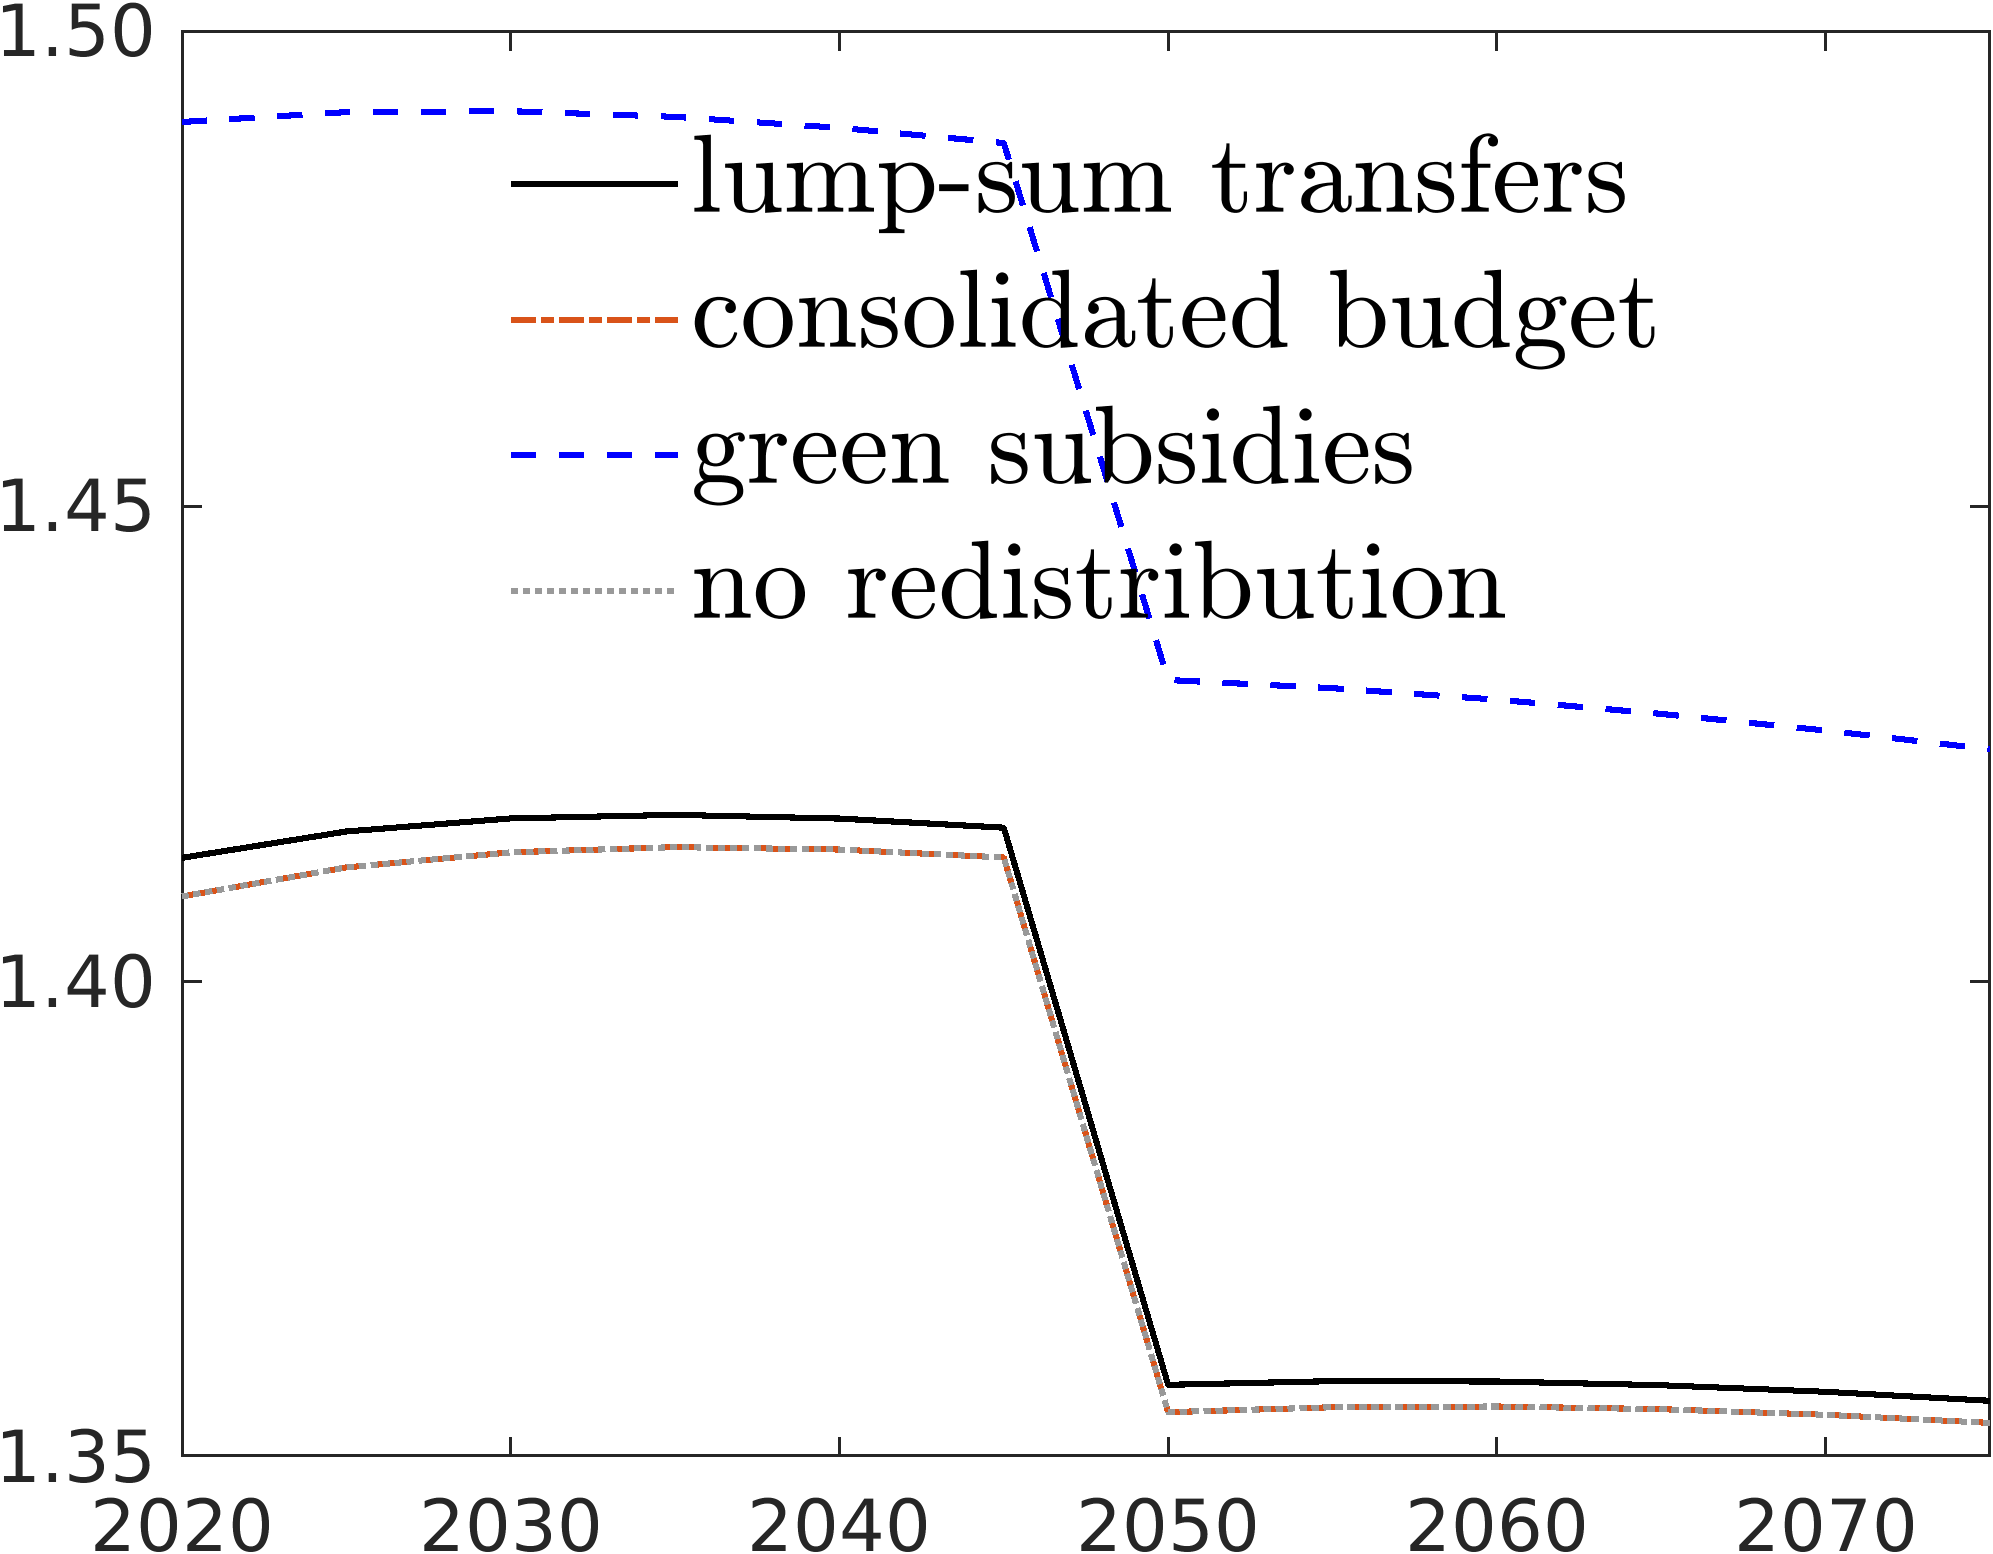 1.50
lump-sum transfers
consolidated budget
green subsidies
1.45
no redistribution
1.40
1.35
2020 2030 2040 2050 2060 2070